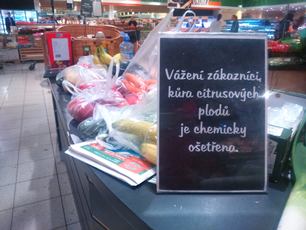 Vážení zákazníci,
kůra citrusových
plodů
je chemicky
ošetřena.